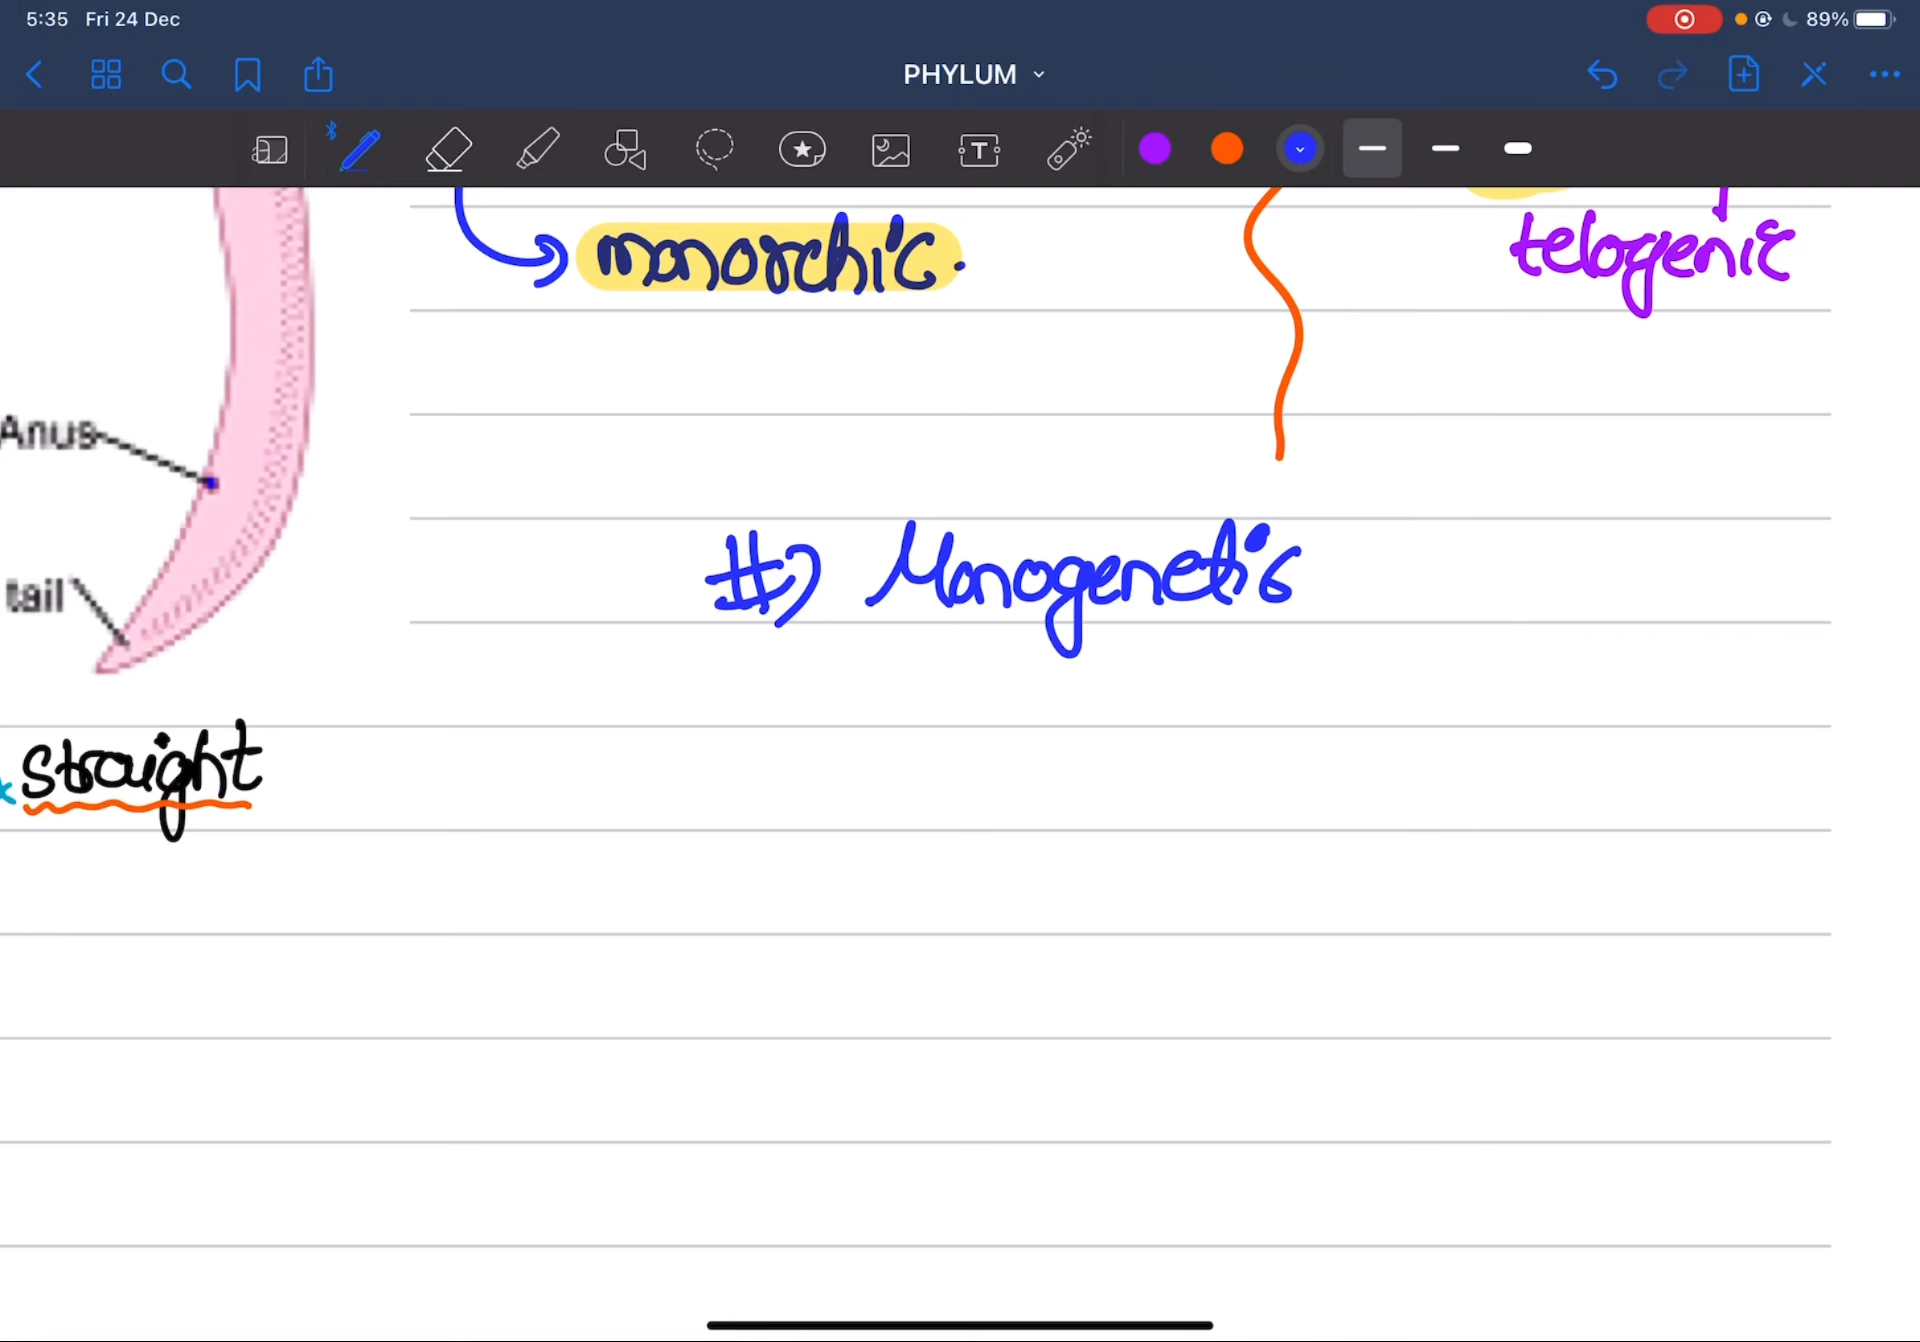 5:35 Fri 24 Dec
89%
PHYLUM
T
monorchic.
telogenic
Anus
#) Monogenetic
tail
* straight